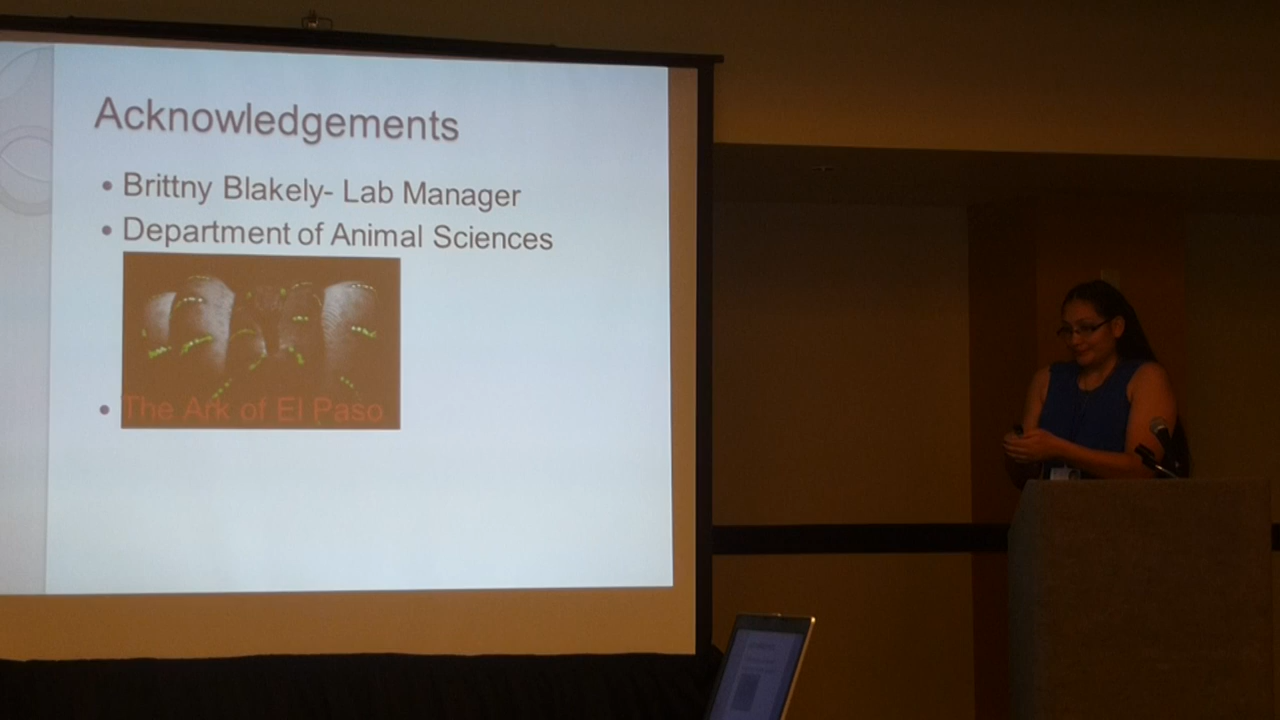 Acknowledgements
• Brittny Blakely- Lab Manager
• Department of Animal Sciences
• The Ark of El Paso